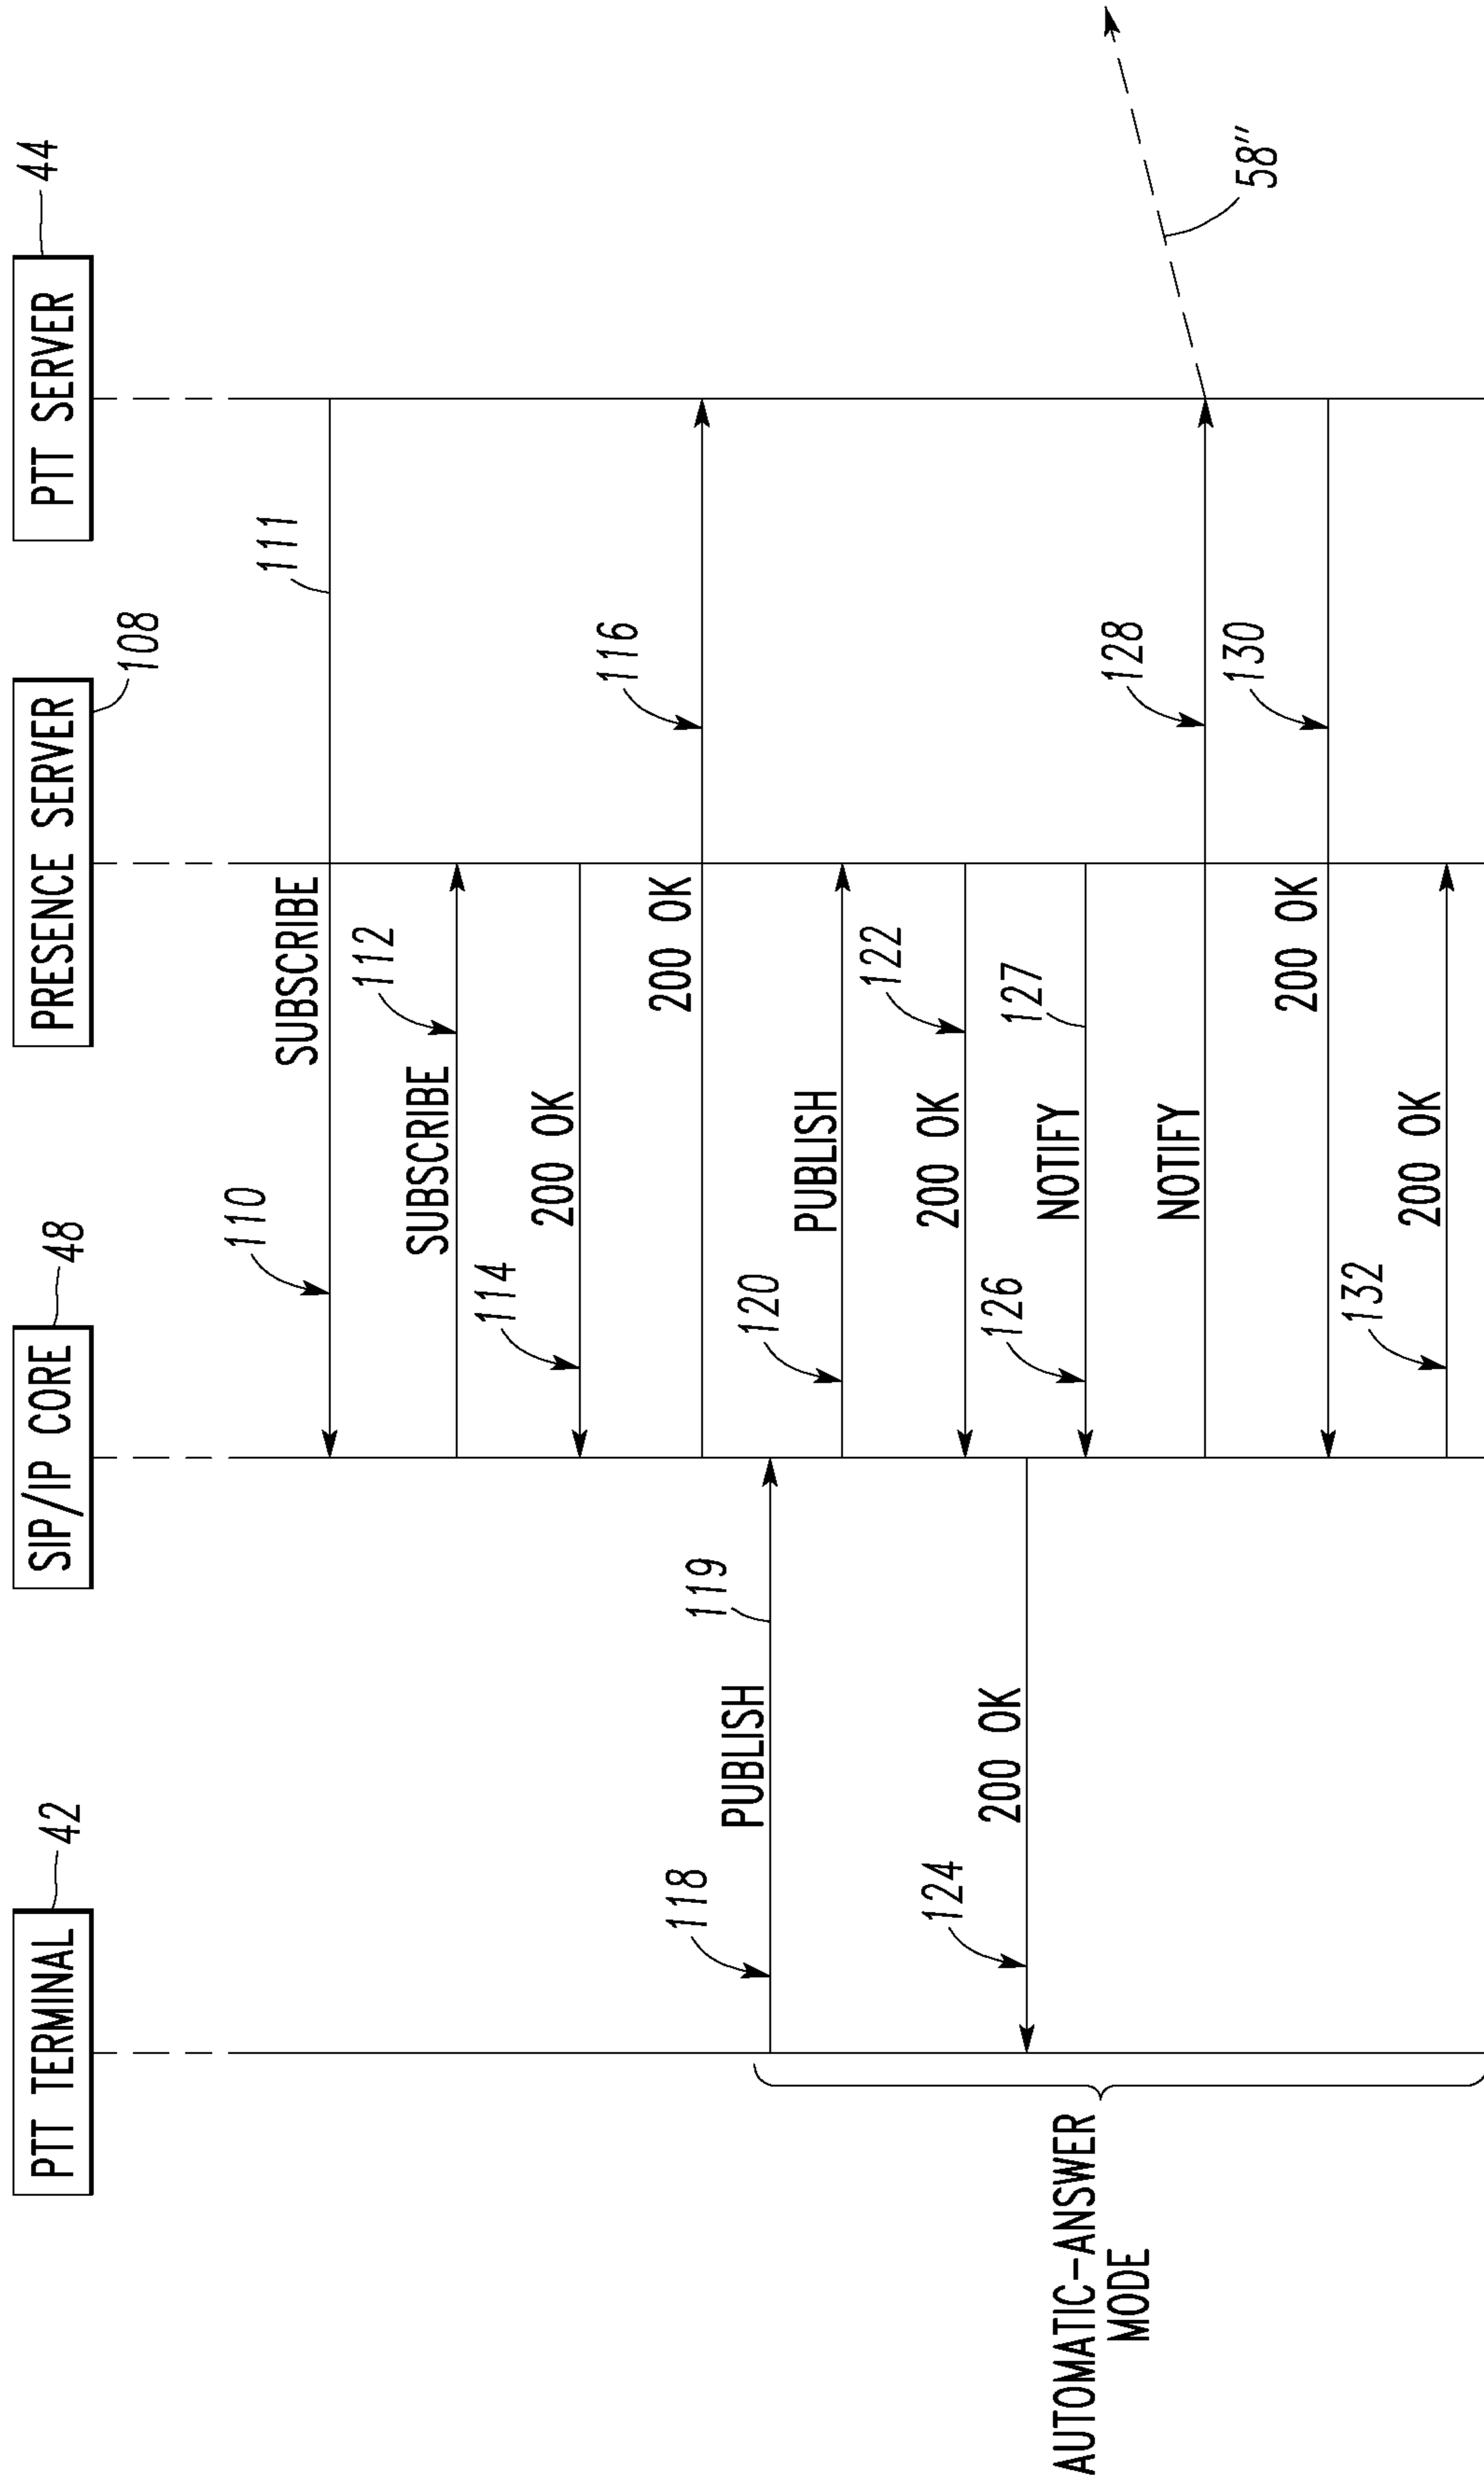 PTT TERMINAL
42
SIP/IP CORE
48
PRESENCE SERVER
108
PTT SERVER
44
110
SUBSCRIBE
111
SUBSCRIBE
112
114
200 OK
200 OK
116
118
PUBLISH
119
120
PUBLISH
200 OK
122
124
200 OK
126
NOTIFY
127
NOTIFY
128
58"
200 OK
130
132
200 OK
AUTOMATIC-ANSWER
MODE